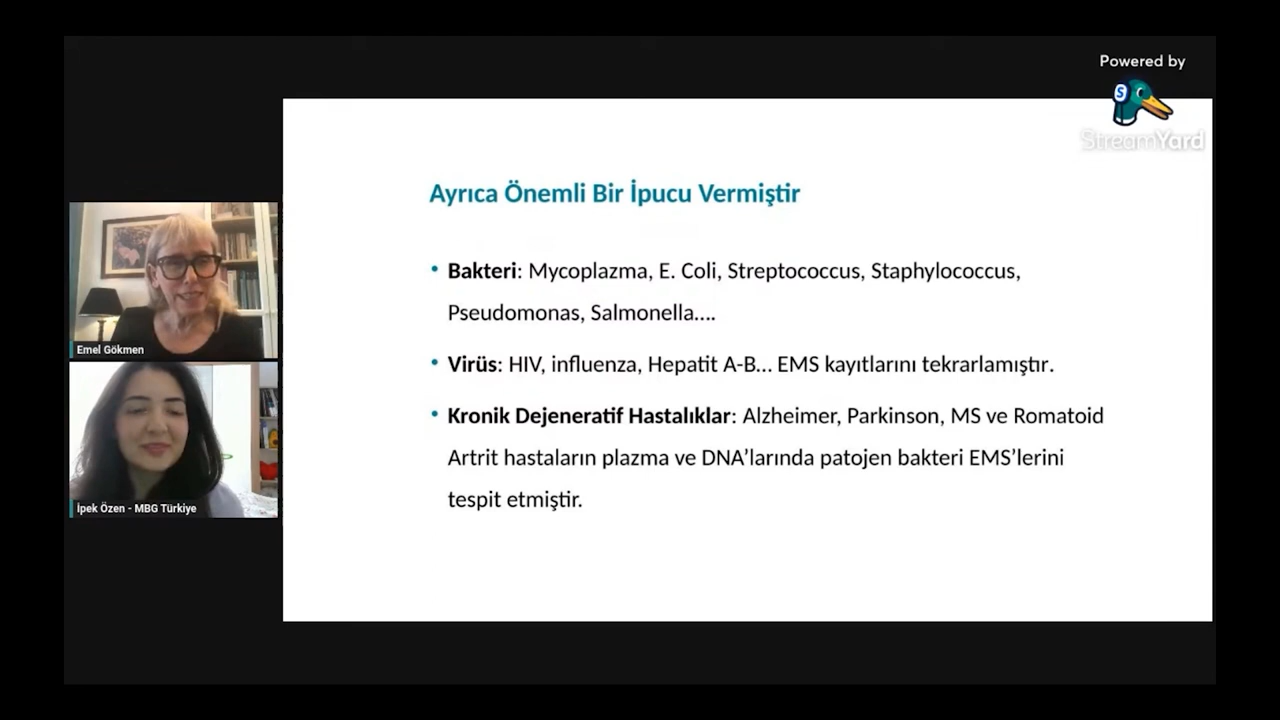 Powered by
S
StreamYard
Ayrıca Önemli Bir İpucu Vermiştir
• Bakteri: Mycoplazma, E. Coli, Streptococcus, Staphylococcus,
Pseudomonas, Salmonella....
• Virüs: HIV, influenza, Hepatit A-B... EMS kayıtlarını tekrarlamıştır.
• Kronik Dejeneratif Hastalıklar: Alzheimer, Parkinson, MS ve Romatoid
Artrit hastaların plazma ve DNA’larında patojen bakteri EMS’lerini
tespit etmiştir.
Emel Gökmen
İpek Özen - MBG Türkiye